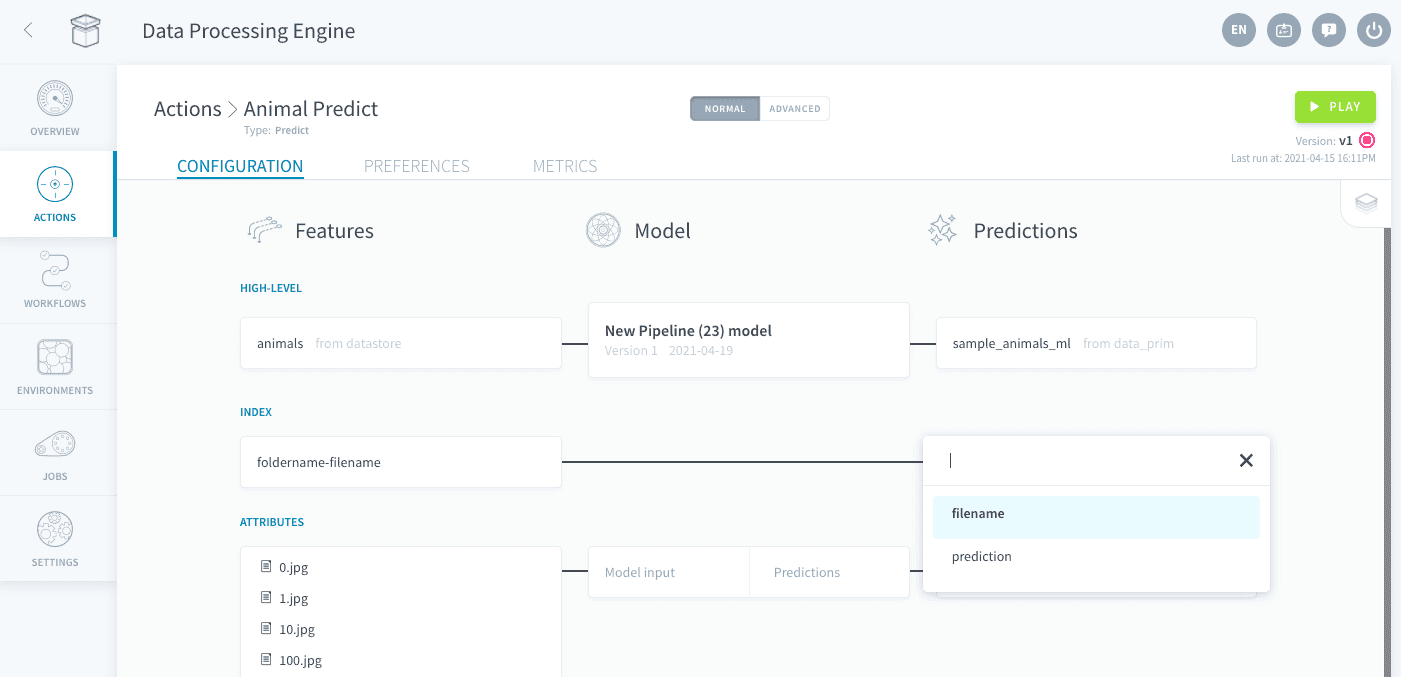 Data Processing Engine
EN
OVERVIEW
ACTIONS
WORKFLOWS
ENVIRONMENTS
JOBS
SETTINGS
Actions > Animal Predict
Type: Predict
NORMAL ADVANCED
PLAY
Version: v1
Last run at: 2021-04-15 16:11PM
CONFIGURATION PREFERENCES METRICS
Features Model Predictions
HIGH-LEVEL
animals from datastore
New Pipeline (23) model
Version 1 2021-04-19
sample_animals_ml from data_prim
INDEX
foldername-filename
filename
prediction
ATTRIBUTES
0.jpg
1.jpg
10.jpg
100.jpg
Model input Predictions